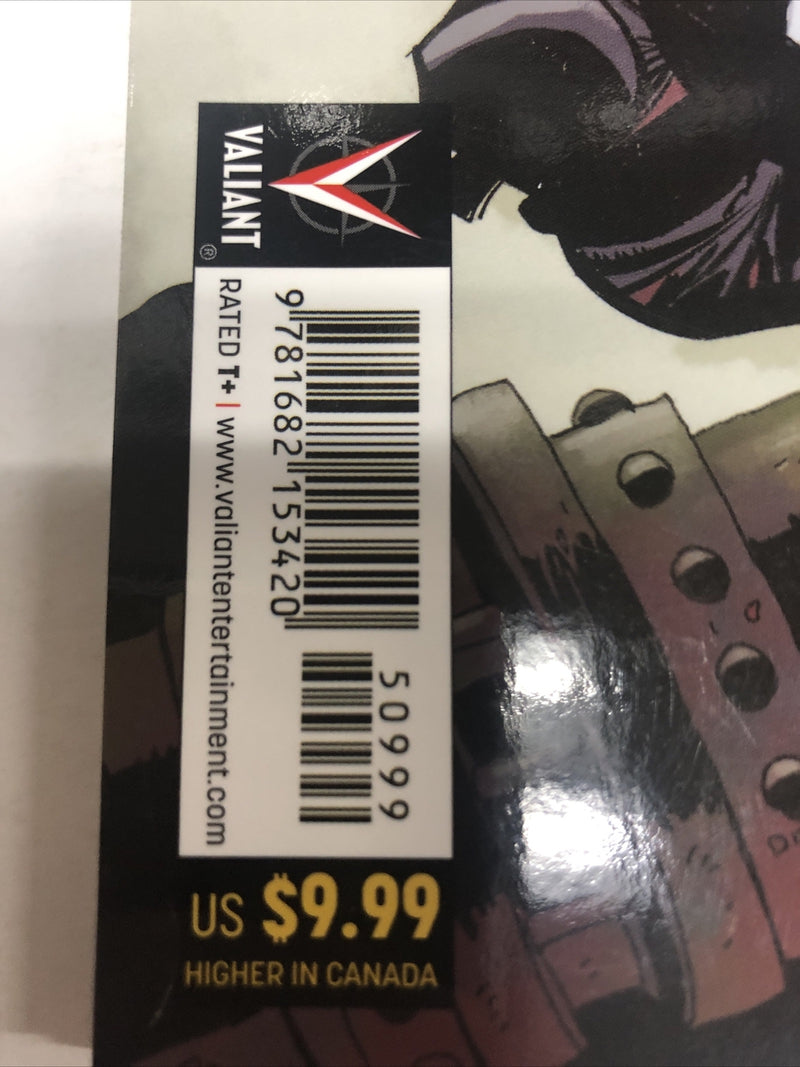 VALIANT®
RATED T+ | www.valiantentertainment.com
9 781682 153420
50999
US $9.99
HIGHER IN CANADA